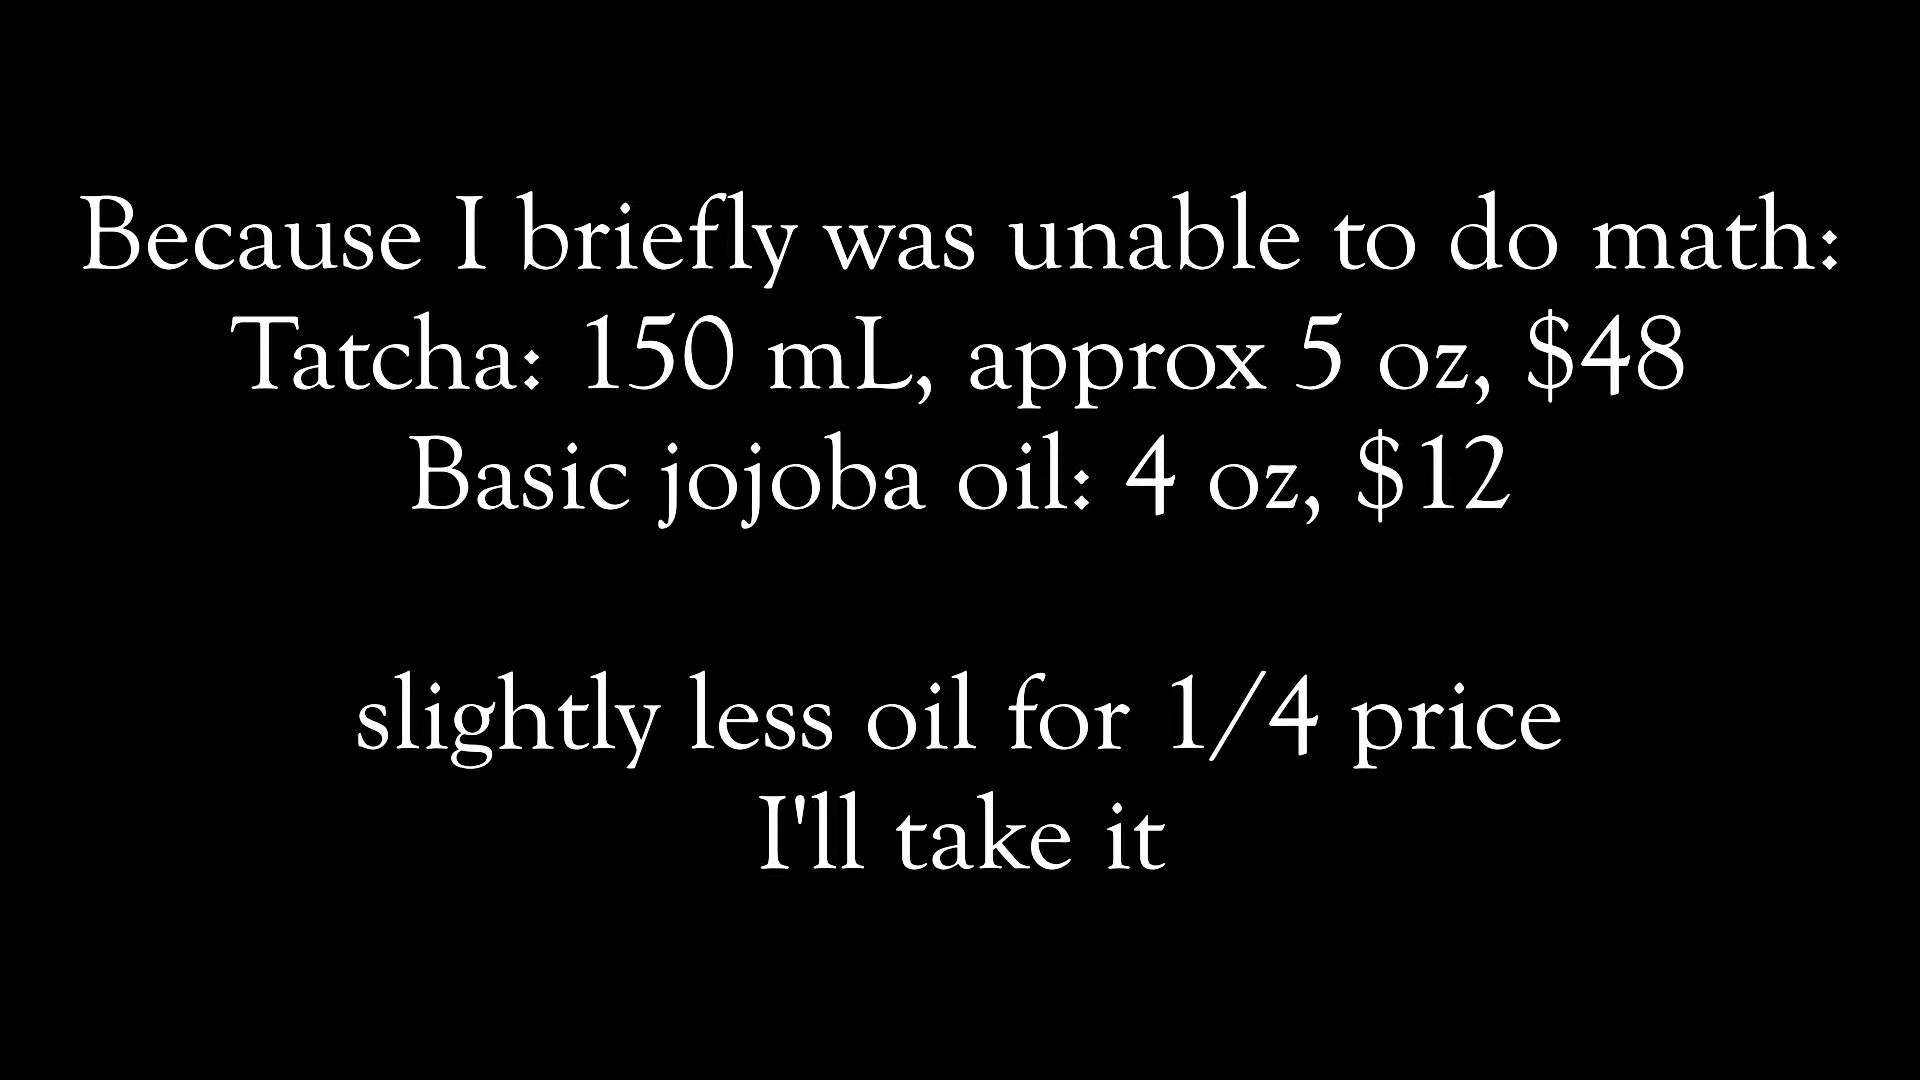 Because I briefly was unable to do math:
Tatcha: 150 mL, approx 5 oz, $48
Basic jojoba oil: 4 oz, $12
slightly less oil for 1/4 price
I'll take it